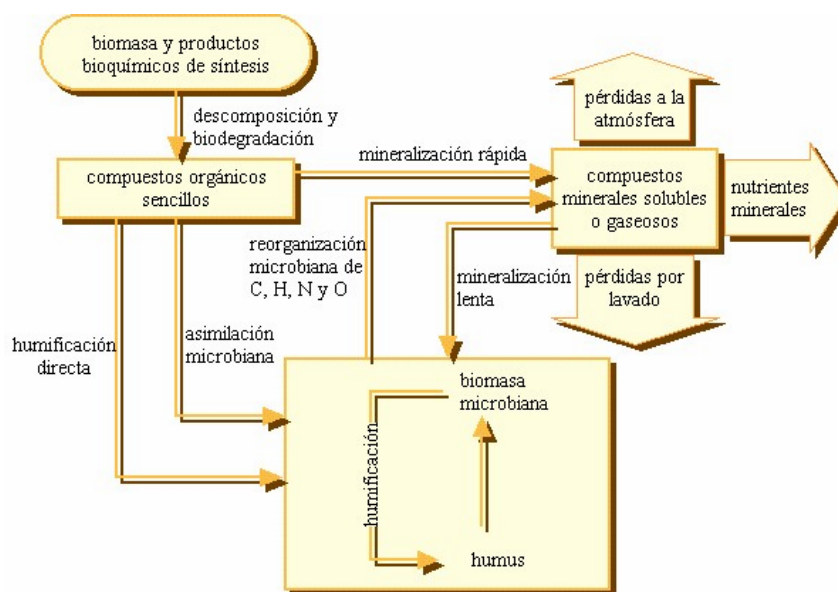 biomasa y productos
bioquímicos de síntesis
descomposición y
biodegradación
compuestos orgánicos
sencillos
mineralización rápida
pérdidas a la
atmósfera
compuestos
minerales solubles
o gaseosos
nutrientes
minerales
pérdidas por
lavado
reorganización
microbiana de
C, H, N y O
mineralización
lenta
humificación
directa
asimilación
microbiana
biomasa
microbiana
humificación
humus